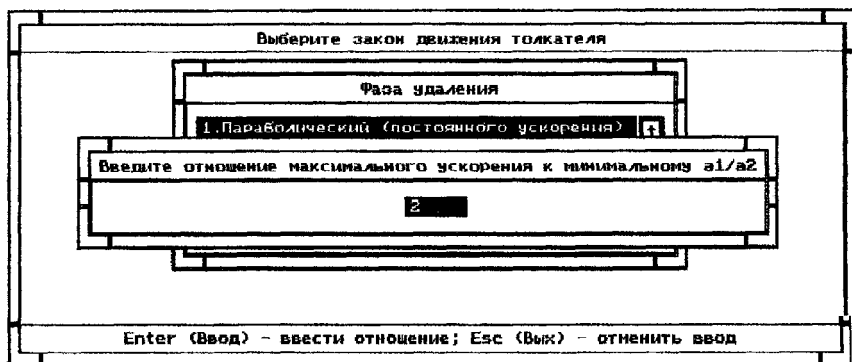 Выберите закон движения толкателя
Фаза удаления
1.Параболический (постоянного ускорения)
Введите отношение максимального ускорения к минимальному a1/a2
2
Enter (Ввод) - ввести отношение; Esc (Вых) - отменить ввод